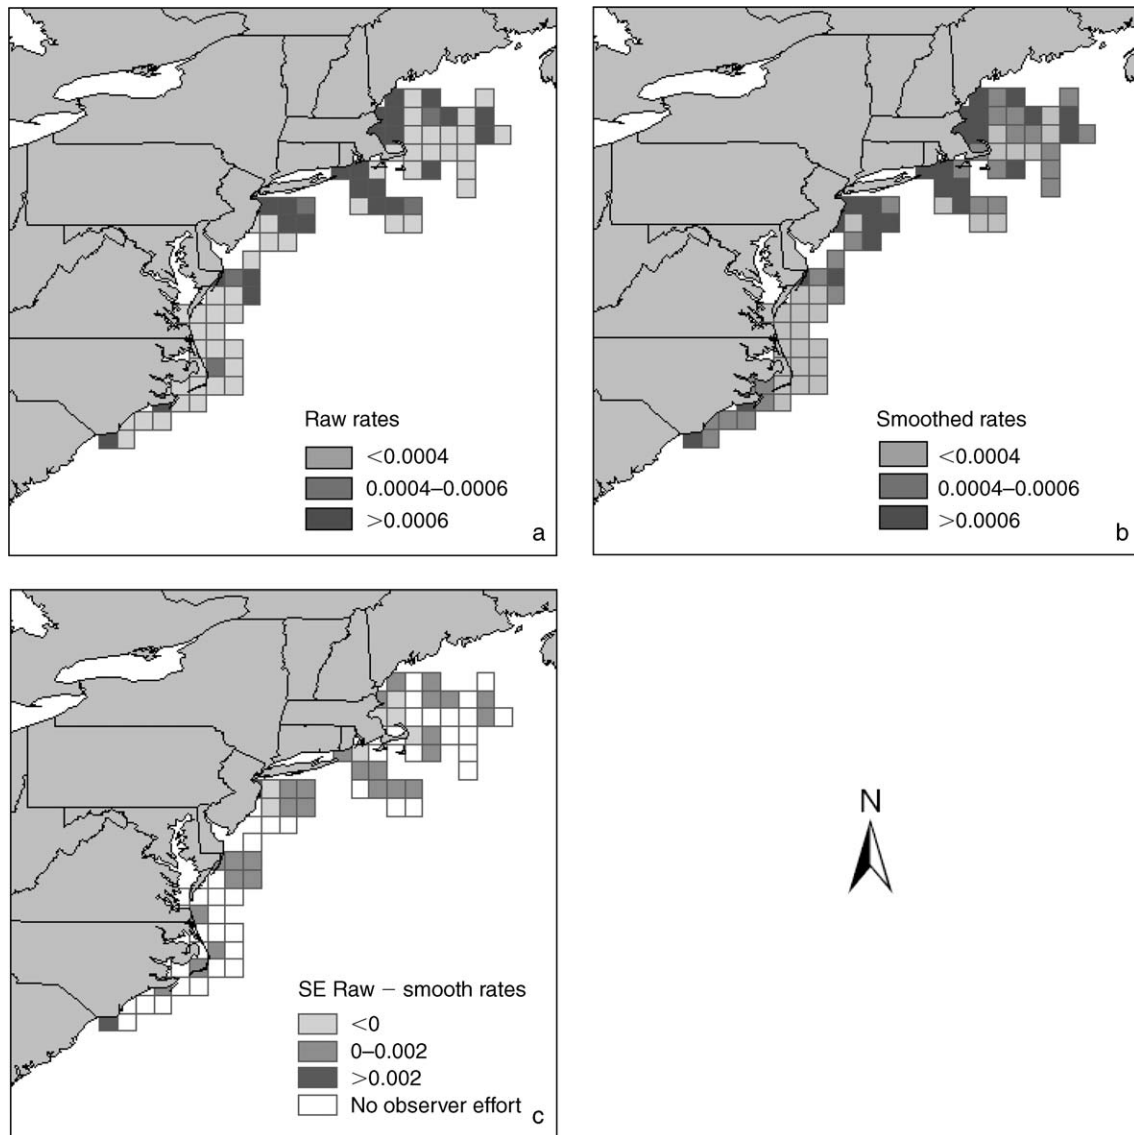 Raw rates
<0.0004
0.0004–0.0006
>0.0006
a
Smoothed rates
<0.0004
0.0004–0.0006
>0.0006
b
SE Raw – smooth rates
<0
0–0.002
>0.002
No observer effort
c
N